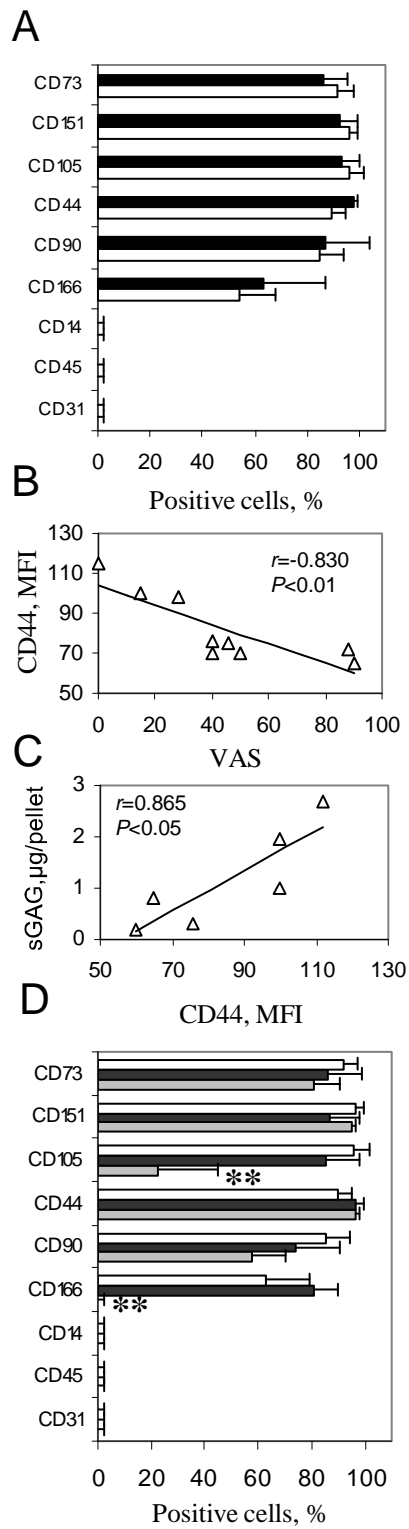 A
CD73
CD151
CD105
CD44
CD90
CD166
CD14
CD45
CD31
0 20 40 60 80 100
Positive cells, %
B
CD44, MFI
130
110
90
70
50
r=-0.830
P<0.01
0 20 40 60 80 100
VAS
C
sGAG,µg/pellet
3
2
1
0
r=0.865
P<0.05
50 70 90 110 130
CD44, MFI
D
CD73
CD151
CD105
**
CD44
CD90
CD166
**
CD14
CD45
CD31
0 20 40 60 80 100
Positive cells, %